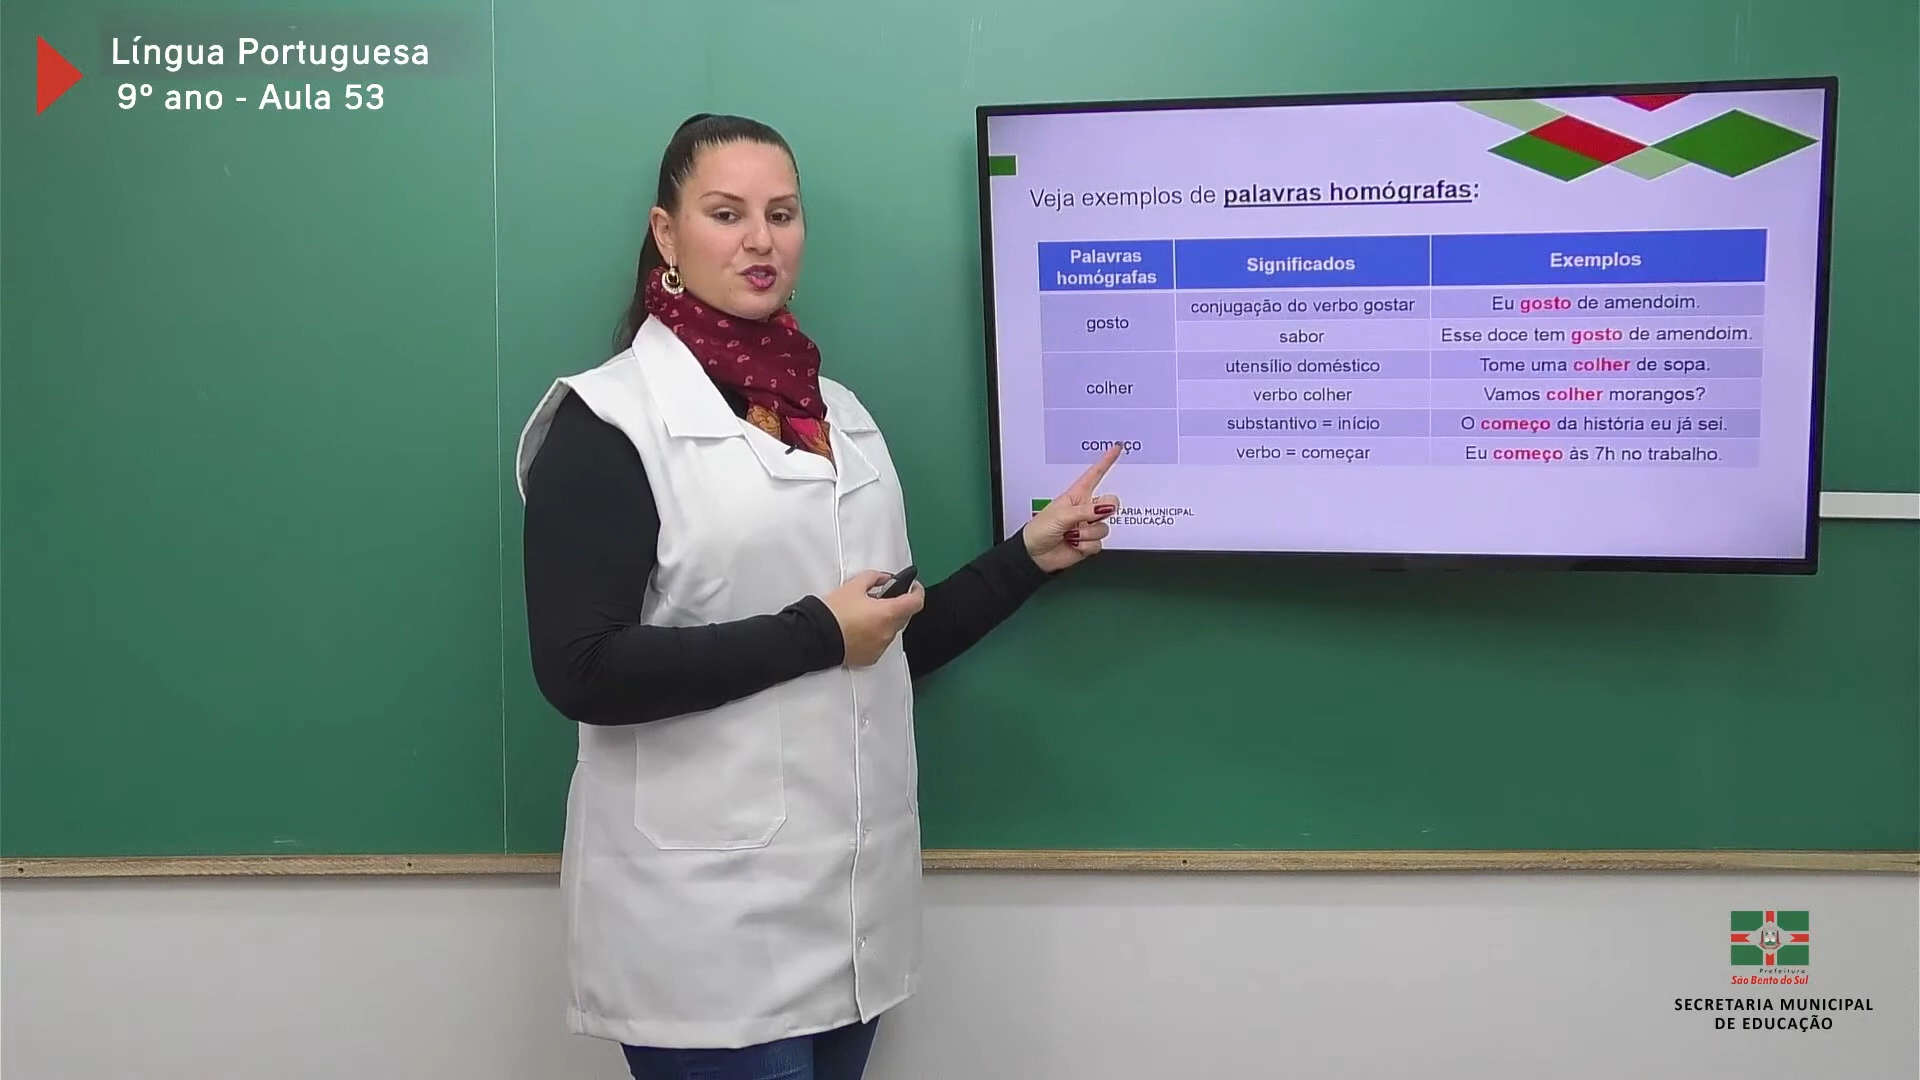 Língua Portuguesa
9º ano - Aula 53
Veja exemplos de palavras homógrafas:
Palavras homógrafas
Significados
Exemplos
gosto
conjugação do verbo gostar
Eu gosto de amendoim.
sabor
Esse doce tem gosto de amendoim.
colher
utensílio doméstico
Tome uma colher de sopa.
verbo colher
Vamos colher morangos?
começo
substantivo = início
O começo da história eu já sei.
verbo = começar
Eu começo às 7h no trabalho.
MUNICIPAL
DE EDUCAÇÃO
Prefeitura
São Bento do Sul
SECRETARIA MUNICIPAL
DE EDUCAÇÃO